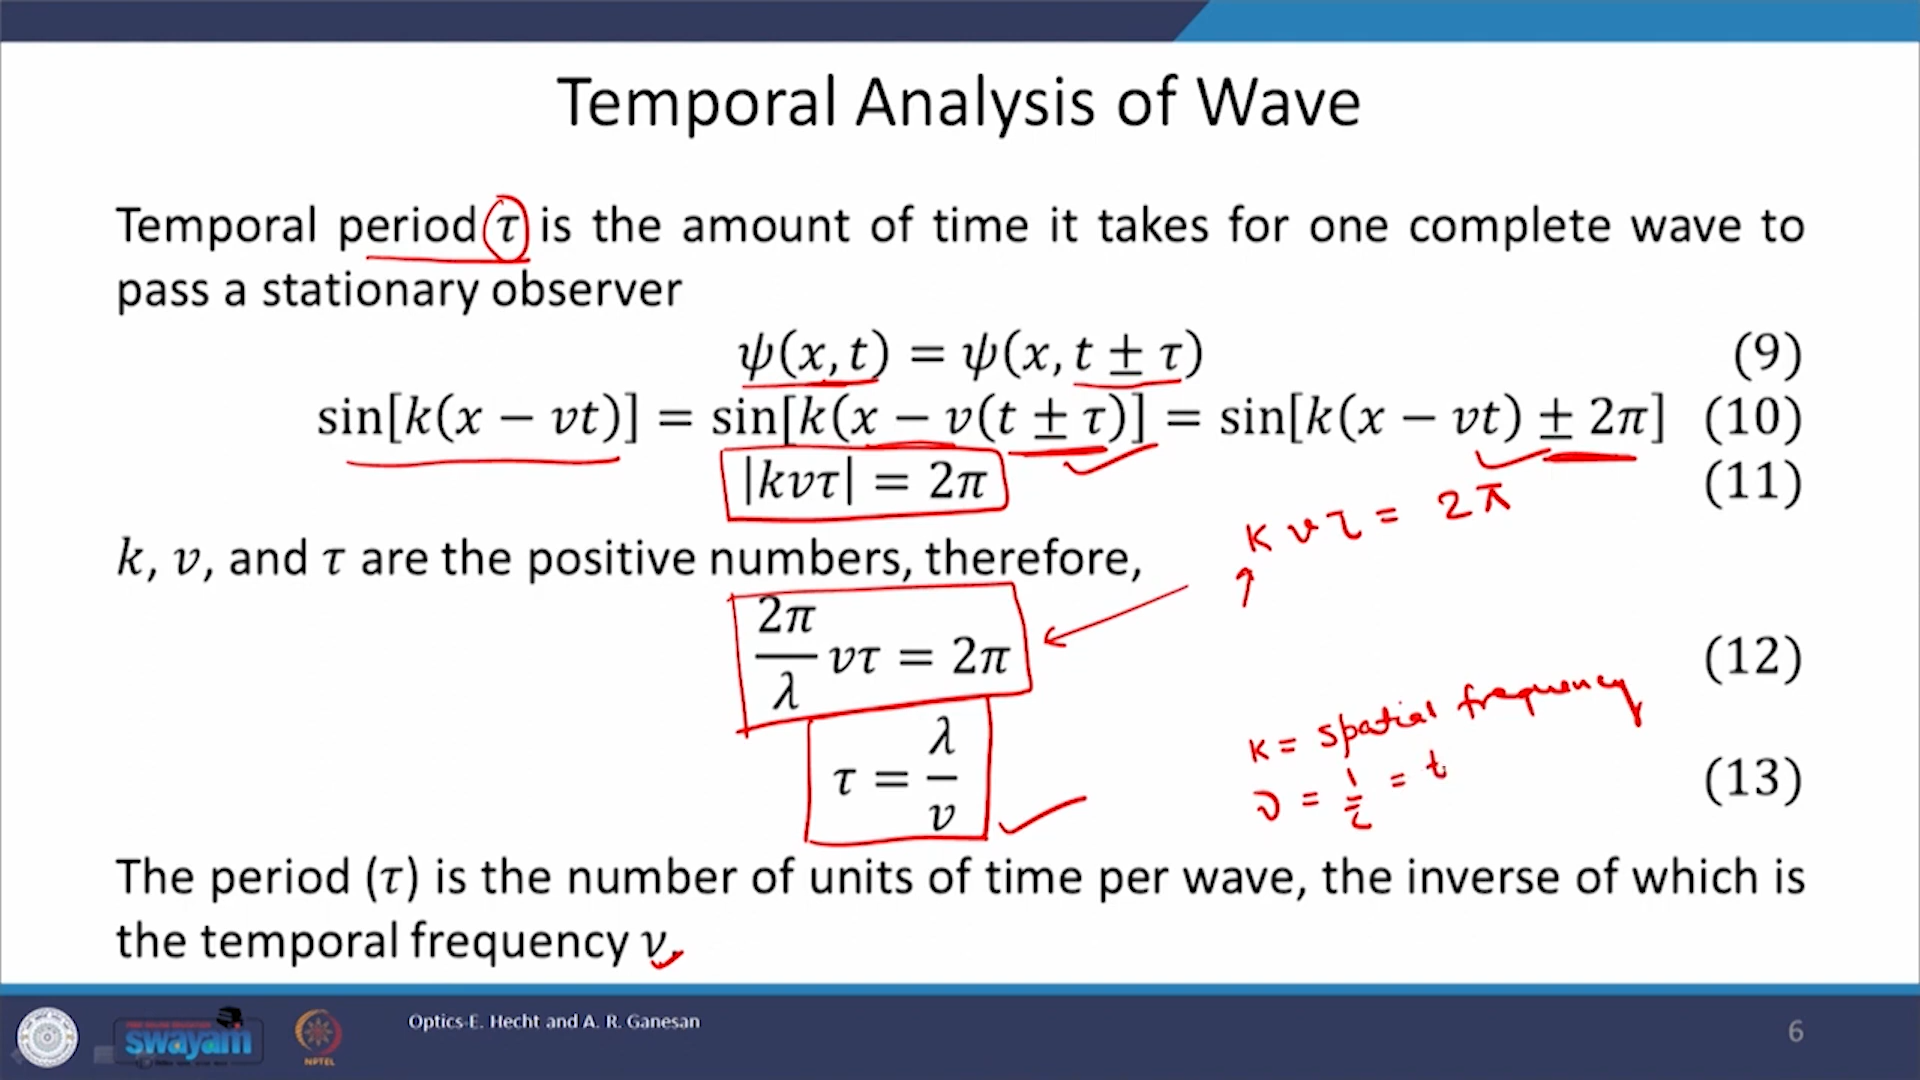 Temporal Analysis of Wave
Temporal period τ is the amount of time it takes for one complete wave to
pass a stationary observer
ψ(x, t) = ψ(x, t ± τ) (9)
sin[k(x − vt)] = sin[k(x − v(t ± τ)] = sin[k(x − vt) ± 2π] (10)
|kvτ| = 2π (11)
k v τ = 2π
k, v, and τ are the positive numbers, therefore,
2π/λ vτ = 2π (12)
k = spatial frequency
τ = λ/v (13)
ν = 1/τ = t
The period (τ) is the number of units of time per wave, the inverse of which is
the temporal frequency ν.
Optics-E. Hecht and A. R. Ganesan
swayam
NPTEL
6